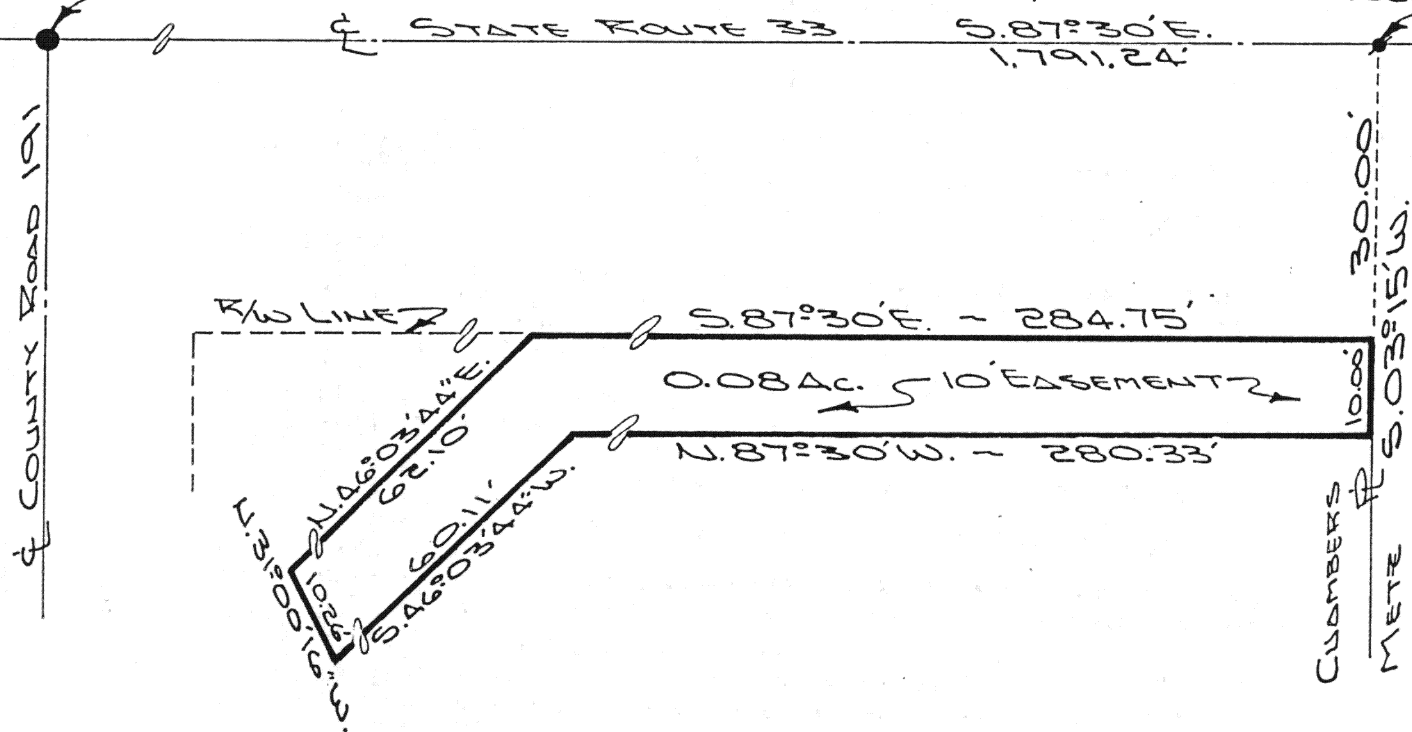 ℄ STATE ROUTE 33
S.87°30'E.
1,791.24'
℄ COUNTY ROAD 191
30.00'
S.03°15'W.
R/W LINE
S.87°30'E. ~ 284.75'
0.08 AC.
10' EASEMENT
10.00'
N.46°03'44"E.
62.10'
N.87°30'W. ~ 280.33'
60.11'
S.46°03'44"W.
N.31°00'16"W.
10.26'
CHAMBERS
℄
METZ